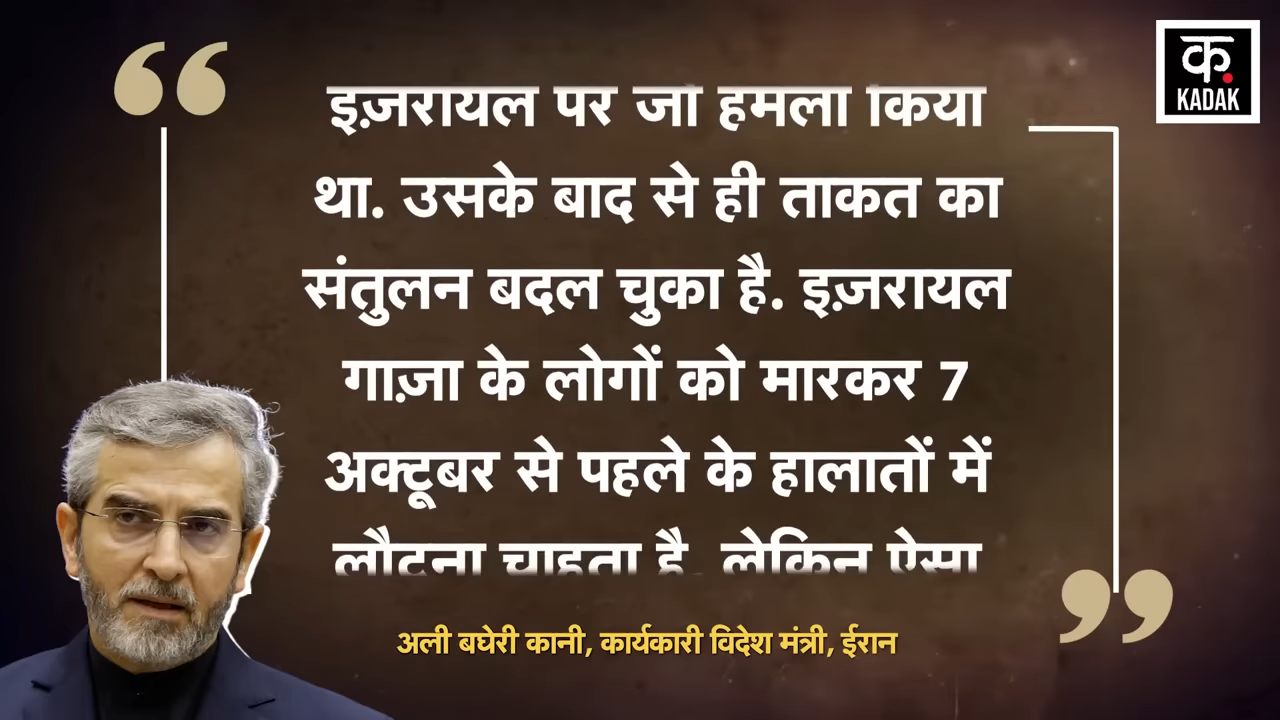 क.
KADAK
इज़रायल पर जो हमला किया
था. उसके बाद से ही ताकत का
संतुलन बदल चुका है. इज़रायल
गाज़ा के लोगों को मारकर 7
अक्टूबर से पहले के हालातों में
लौटना चाहता है. लेकिन ऐसा
अली बघेरी कानी, कार्यकारी विदेश मंत्री, ईरान